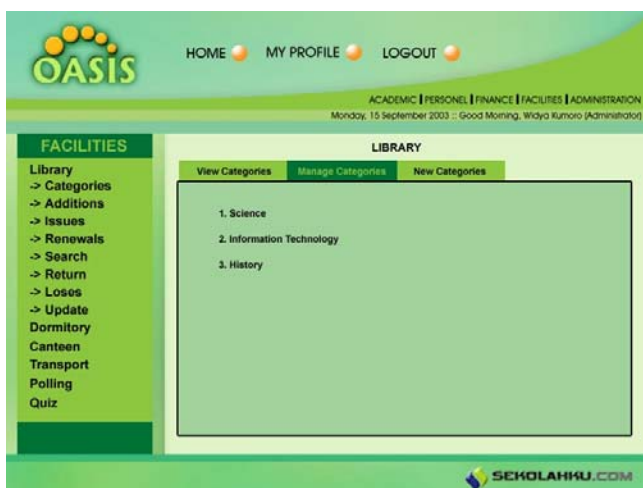 OASIS
HOME MY PROFILE LOGOUT
ACADEMIC | PERSONEL | FINANCE | FACILITIES | ADMINISTRATION
Monday, 15 September 2003 :: Good Morning, Widya Kumoro (Administrator)
FACILITIES
Library
-> Categories
-> Additions
-> Issues
-> Renewals
-> Search
-> Return
-> Loses
-> Update
Dormitory
Canteen
Transport
Polling
Quiz
LIBRARY
View Categories Manage Categories New Categories
1. Science
2. Information Technology
3. History
SEKOLAHKU.COM